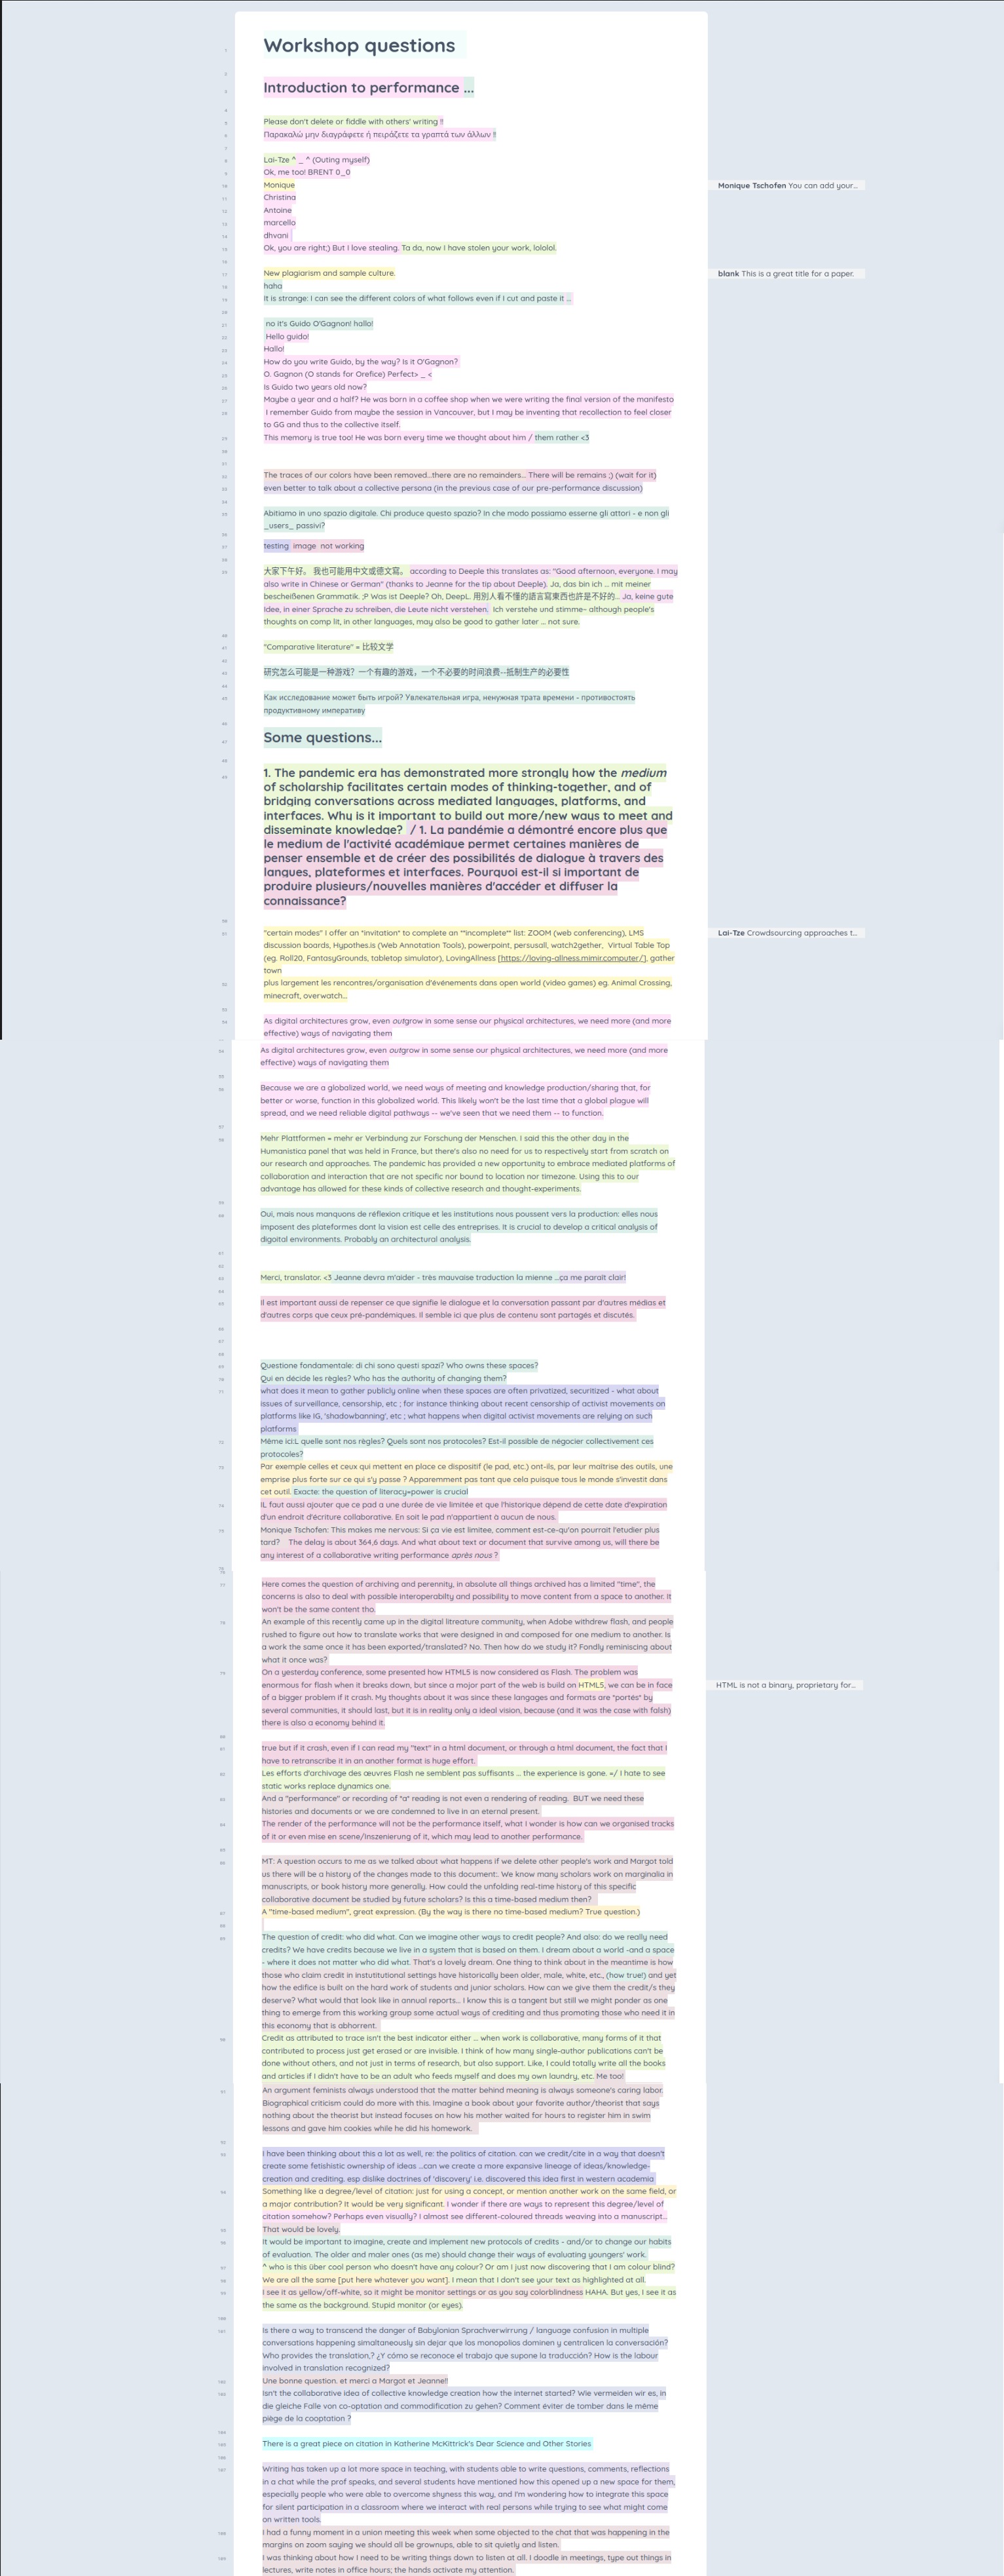 Workshop questions
Introduction to performance ...
Please don't delete or fiddle with others' writing !!
Παρακαλώ μην διαγράφετε ή πειράζετε τα γραπτά των άλλων !!
Lai-Tze ^ _ ^ (Outing myself)
Ok, me too! BRENT 0_0
Monique
Monique Tschofen You can add your...
Christina
Antoine
marcello
dhvani
Ok, you are right;) But I love stealing. Ta da, now I have stolen your work, lololol.
New plagiarism and sample culture.
blank This is a great title for a paper.
haha
It is strange: I can see the different colors of what follows even if I cut and paste it ...
no It's Guido O'Gagnon! hallo!
Hello guido!
Hallo!
How do you write Guido, by the way? Is it O'Gagnon?
O. Gagnon (O stands for Orefice) Perfect> _ <
Is Guido two years old now?
Maybe a year and a half? He was born in a coffee shop when we were writing the final version of the manifesto
I remember Guido from maybe the session in Vancouver, but I may be inventing that recollection to feel closer
to GG and thus to the collective itself.
This memory is true too! He was born every time we thought about him / them rather <3
The traces of our colors have been removed...there are no remainders... There will be remains ;) (wait for it)
even better to talk about a collective persona (in the previous case of our pre-performance discussion)
Abitiamo in uno spazio digitale. Chi produce questo spazio? In che modo possiamo esserne gli attori - e non gli
_users_ passivi?
testing image not working
大家下午好。 我也可能用中文或德文寫。 according to Deeple this translates as: "Good afternoon, everyone. I may
also write in Chinese or German" (thanks to Jeanne for the tip about Deeple). Ja, das bin ich ... mit meiner
bescheißenen Grammatik. :P Was ist Deeple? Oh, DeepL. 用別人看不懂的語言寫東西也許是不好的... Ja, keine gute
Idee, in einer Sprache zu schreiben, die Leute nicht verstehen. Ich verstehe und stimme– although people's
thoughts on comp lit, in other languages, may also be good to gather later ... not sure.
"Comparative literature" = 比较文学
研究怎么可能是一种游戏？一个有趣的游戏，一个不必要的时间浪费--抵制生产的必要性
Как исследование может быть игрой? Увлекательная игра, ненужная трата времени - противостоять
продуктивному императиву
Some questions...
1. The pandemic era has demonstrated more strongly how the medium
of scholarship facilitates certain modes of thinking-together, and of
bridging conversations across mediated languages, platforms, and
interfaces. Why is it important to build out more/new ways to meet and
disseminate knowledge? / 1. La pandémie a démontré encore plus que
le medium de l'activité académique permet certaines manières de
penser ensemble et de créer des possibilités de dialogue à travers des
langues, plateformes et interfaces. Pourquoi est-il si important de
produire plusieurs/nouvelles manières d'accéder et diffuser la
connaissance?
"certain modes" I offer an *invitation* to complete an **incomplete** list: ZOOM (web conferencing), LMS
Lai-Tze Crowdsourcing approaches t...
discussion boards, Hypothes.is (Web Annotation Tools), powerpoint, persusall, watch2gether, Virtual Table Top
(eg. Roll20, FantasyGrounds, tabletop simulator), LovingAllness [https://loving-allness.mimir.computer/], gather
town
plus largement les rencontres/organisation d'événements dans open world (video games) eg. Animal Crossing,
minecraft, overwatch...
As digital architectures grow, even outgrow in some sense our physical architectures, we need more (and more
effective) ways of navigating them
As digital architectures grow, even outgrow in some sense our physical architectures, we need more (and more
effective) ways of navigating them
Because we are a globalized world, we need ways of meeting and knowledge production/sharing that, for
better or worse, function in this globalized world. This likely won't be the last time that a global plague will
spread, and we need reliable digital pathways -- we've seen that we need them -- to function.
Mehr Plattformen = mehr er Verbindung zur Forschung der Menschen. I said this the other day in the
Humanistica panel that was held in France, but there's also no need for us to respectively start from scratch on
our research and approaches. The pandemic has provided a new opportunity to embrace mediated platforms of
collaboration and interaction that are not specific nor bound to location nor timezone. Using this to our
advantage has allowed for these kinds of collective research and thought-experiments.
Oui, mais nous manquons de réflexion critique et les institutions nous poussent vers la production: elles nous
imposent des plateformes dont la vision est celle des entreprises. It is crucial to develop a critical analysis of
digoital environments. Probably an architectural analysis.
Merci, translator. <3 Jeanne devra m'aider - très mauvaise traduction la mienne ...ça me paraît clair!
Il est important aussi de repenser ce que signifie le dialogue et la conversation passant par d'autres médias et
d'autres corps que ceux pré-pandémiques. Il semble ici que plus de contenu sont partagés et discutés.
Questione fondamentale: di chi sono questi spazi? Who owns these spaces?
Qui en décide les règles? Who has the authority of changing them?
what does it mean to gather publicly online when these spaces are often privatized, securitized - what about
issues of surveillance, censorship, etc ; for instance thinking about recent censorship of activist movements on
platforms like IG, 'shadowbanning', etc ; what happens when digital activist movements are relying on such
platforms
Même ici:L quelle sont nos règles? Quels sont nos protocoles? Est-il possible de négocier collectivement ces
protocoles?
Par exemple celles et ceux qui mettent en place ce dispositif (le pad, etc.) ont-ils, par leur maîtrise des outils, une
emprise plus forte sur ce qui s'y passe ? Apparemment pas tant que cela puisque tous le monde s'investit dans
cet outil. Exacte: the question of literacy=power is crucial
IL faut aussi ajouter que ce pad a une durée de vie limitée et que l'historique dépend de cette date d'expiration
d'un endroit d'écriture collaborative. En soit le pad n'appartient à aucun de nous.
Monique Tschofen: This makes me nervous: Si ça vie est limitee, comment est-ce-qu'on pourrait l'etudier plus
tard? The delay is about 364,6 days. And what about text or document that survive among us, will there be
any interest of a collaborative writing performance après nous ?
Here comes the question of archiving and perennity, in absolute all things archived has a limited "time", the
concerns is also to deal with possible interoperabilty and possibility to move content from a space to another. It
won't be the same content tho.
An example of this recently came up in the digital litreature community, when Adobe withdrew flash, and people
rushed to figure out how to translate works that were designed in and composed for one medium to another. Is
a work the same once it has been exported/translated? No. Then how do we study it? Fondly reminiscing about
what it once was?
On a yesterday conference, some presented how HTML5 is now considered as Flash. The problem was
enormous for flash when it breaks down, but since a major part of the web is build on HTML5, we can be in face
HTML is not a binary, proprietary for...
of a bigger problem if it crash. My thoughts about it was since these langages and formats are "portés" by
several communities, it should last, but it is in reality only a ideal vision, because (and it was the case with falsh)
there is also a economy behind it.
true but if it crash, even if I can read my "text" in a html document, or through a html document, the fact that I
have to retranscribe it in an another format is huge effort.
Les efforts d'archivage des œuvres Flash ne semblent pas suffisants ... the experience is gone. =/ I hate to see
static works replace dynamics one.
And a "performance" or recording of *a* reading is not even a rendering of reading. BUT we need these
histories and documents or we are condemned to live in an eternal present.
The render of the performance will not be the performance itself, what I wonder is how can we organised tracks
of it or even mise en scene/Inszenierung of it, which may lead to another performance.
MT: A question occurs to me as we talked about what happens if we delete other people's work and Margot told
us there will be a history of the changes made to this document:. We know many scholars work on marginalia in
manuscripts, or book history more generally. How could the unfolding real-time history of this specific
collaborative document be studied by future scholars? Is this a time-based medium then?
A "time-based medium", great expression. (By the way is there no time-based medium? True question.)
The question of credit: who did what. Can we imagine other ways to credit people? And also: do we really need
credits? We have credits because we live in a system that is based on them. I dream about a world -and a space
- where it does not matter who did what. That's a lovely dream. One thing to think about in the meantime is how
those who claim credit in instutitutional settings have historically been older, male, white, etc., (how true!) and yet
how the edifice is built on the hard work of students and junior scholars. How can we give them the credit/s they
deserve? What would that look like in annual reports... I know this is a tangent but still we might ponder as one
thing to emerge from this working group some actual ways of crediting and thus promoting those who need it in
this economy that is abhorrent.
Credit as attributed to trace isn't the best indicator either ... when work is collaborative, many forms of it that
contributed to process just get erased or are invisible. I think of how many single-author publications can't be
done without others, and not just in terms of research, but also support. Like, I could totally write all the books
and articles if I didn't have to be an adult who feeds myself and does my own laundry, etc. Me too!
An argument feminists always understood that the matter behind meaning is always someone's caring labor.
Biographical criticism could do more with this. Imagine a book about your favorite author/theorist that says
nothing about the theorist but instead focuses on how his mother waited for hours to register him in swim
lessons and gave him cookies while he did his homework.
I have been thinking about this a lot as well, re: the politics of citation. can we credit/cite in a way that doesn't
create some fetishistic ownership of ideas ...can we create a more expansive lineage of ideas/knowledge-
creation and crediting. esp dislike doctrines of 'discovery' i.e. discovered this idea first in western academia
Something like a degree/level of citation: just for using a concept, or mention another work on the same field, or
a major contribution? It would be very significant. I wonder if there are ways to represent this degree/level of
citation somehow? Perhaps even visually? I almost see different-coloured threads weaving into a manuscript...
That would be lovely.
It would be important to imagine, create and implement new protocols of credits - and/or to change our habits
of evaluation. The older and maler ones (as me) should change their ways of evaluating youngers' work.
^ who is this über cool person who doesn't have any colour? Or am I just now discovering that I am colour blind?
We are all the same [put here whatever you want]. I mean that I don't see your text as highlighted at all.
I see it as yellow/off-white, so it might be monitor settings or as you say colorblindness HAHA. But yes, I see it as
the same as the background. Stupid monitor (or eyes).
Is there a way to transcend the danger of Babylonian Sprachverwirrung / language confusion in multiple
conversations happening simaltaneously sin dejar que los monopolios dominen y centralicen la conversación?
Who provides the translation,? ¿Y cómo se reconoce el trabajo que supone la traducción? How is the labour
involved in translation recognized?
Une bonne question. et merci a Margot et Jeanne!!
Isn't the collaborative idea of collective knowledge creation how the internet started? Wie vermeiden wir es, in
die gleiche Falle von co-optation and commodification zu gehen? Comment éviter de tomber dans le même
piège de la cooptation ?
There is a great piece on citation in Katherine McKittrick's Dear Science and Other Stories
Writing has taken up a lot more space in teaching, with students able to write questions, comments, reflections
in a chat while the prof speaks, and several students have mentioned how this opened up a new space for them,
especially people who were able to overcome shyness this way, and I'm wondering how to integrate this space
for silent participation in a classroom where we interact with real persons while trying to see what might come
on written tools.
I had a funny moment in a union meeting this week when some objected to the chat that was happening in the
margins on zoom saying we should all be grownups, able to sit quietly and listen.
I was thinking about how I need to be writing things down to listen at all. I doodle in meetings, type out things in
lectures, write notes in office hours; the hands activate my attention.